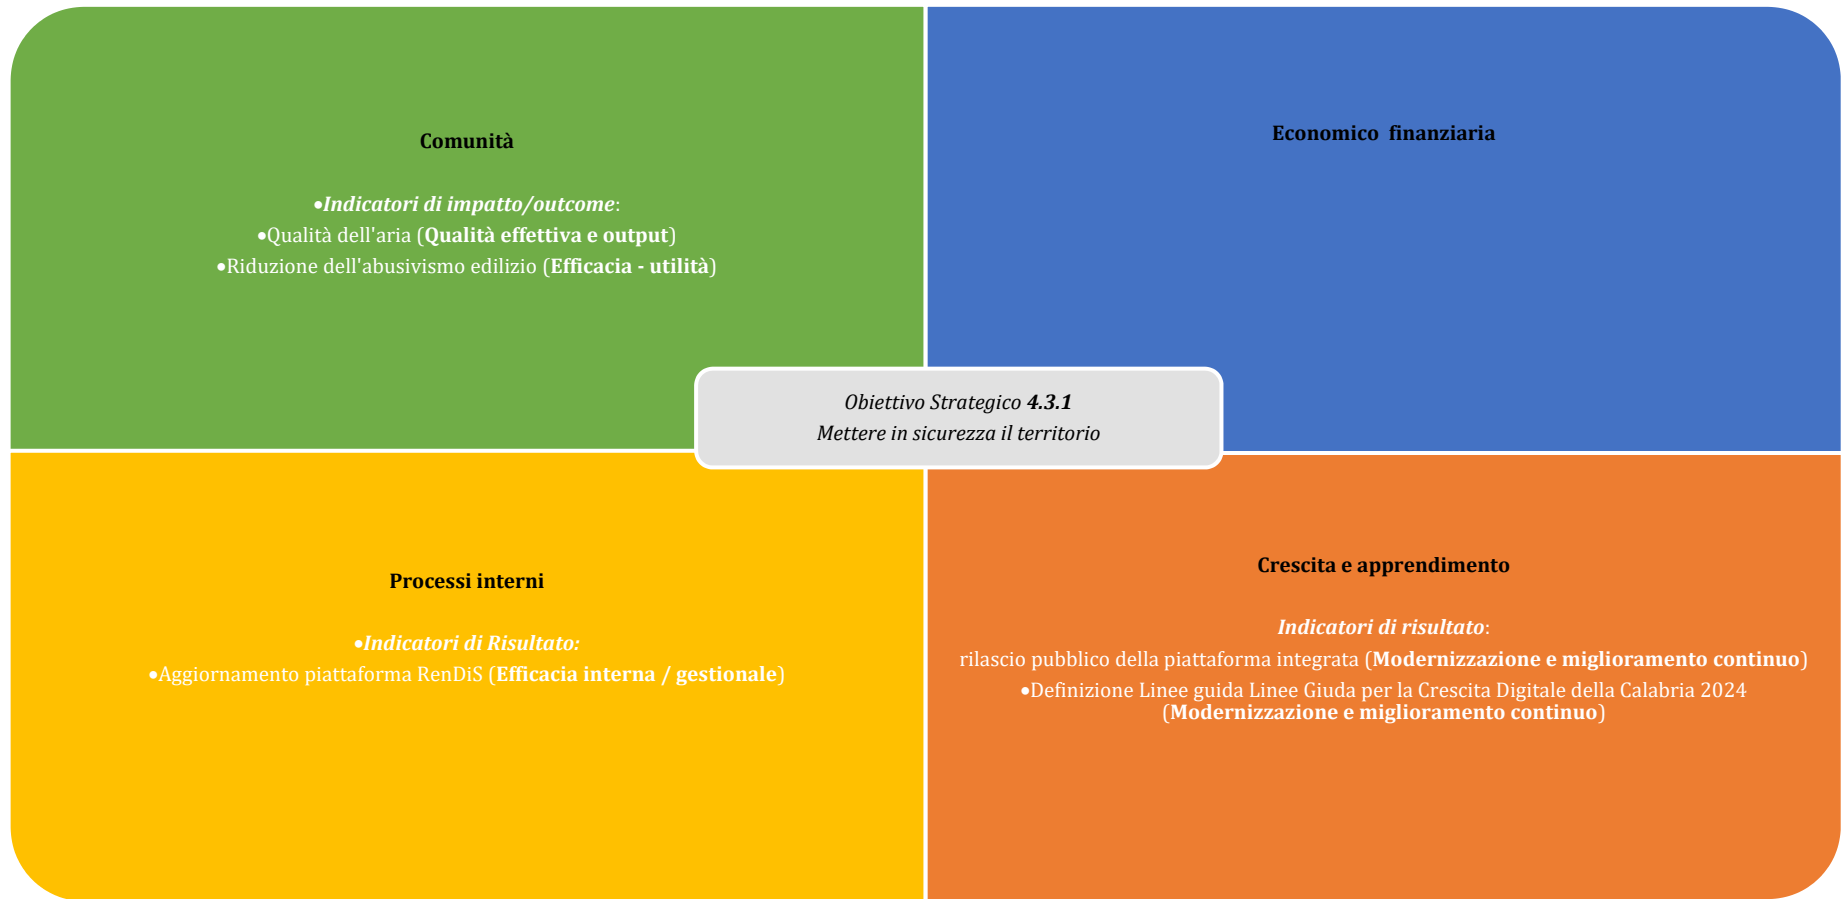 Comunità
•Indicatori di impatto/outcome:
•Qualità dell'aria (Qualità effettiva e output)
•Riduzione dell'abusivismo edilizio (Efficacia - utilità)
Economico  finanziaria
Obiettivo Strategico 4.3.1
Mettere in sicurezza il territorio
Processi interni
•Indicatori di Risultato:
•Aggiornamento piattaforma RenDiS (Efficacia interna / gestionale)
Crescita e apprendimento
Indicatori di risultato:
rilascio pubblico della piattaforma integrata (Modernizzazione e miglioramento continuo)
•Definizione Linee guida Linee Giuda per la Crescita Digitale della Calabria 2024
(Modernizzazione e miglioramento continuo)